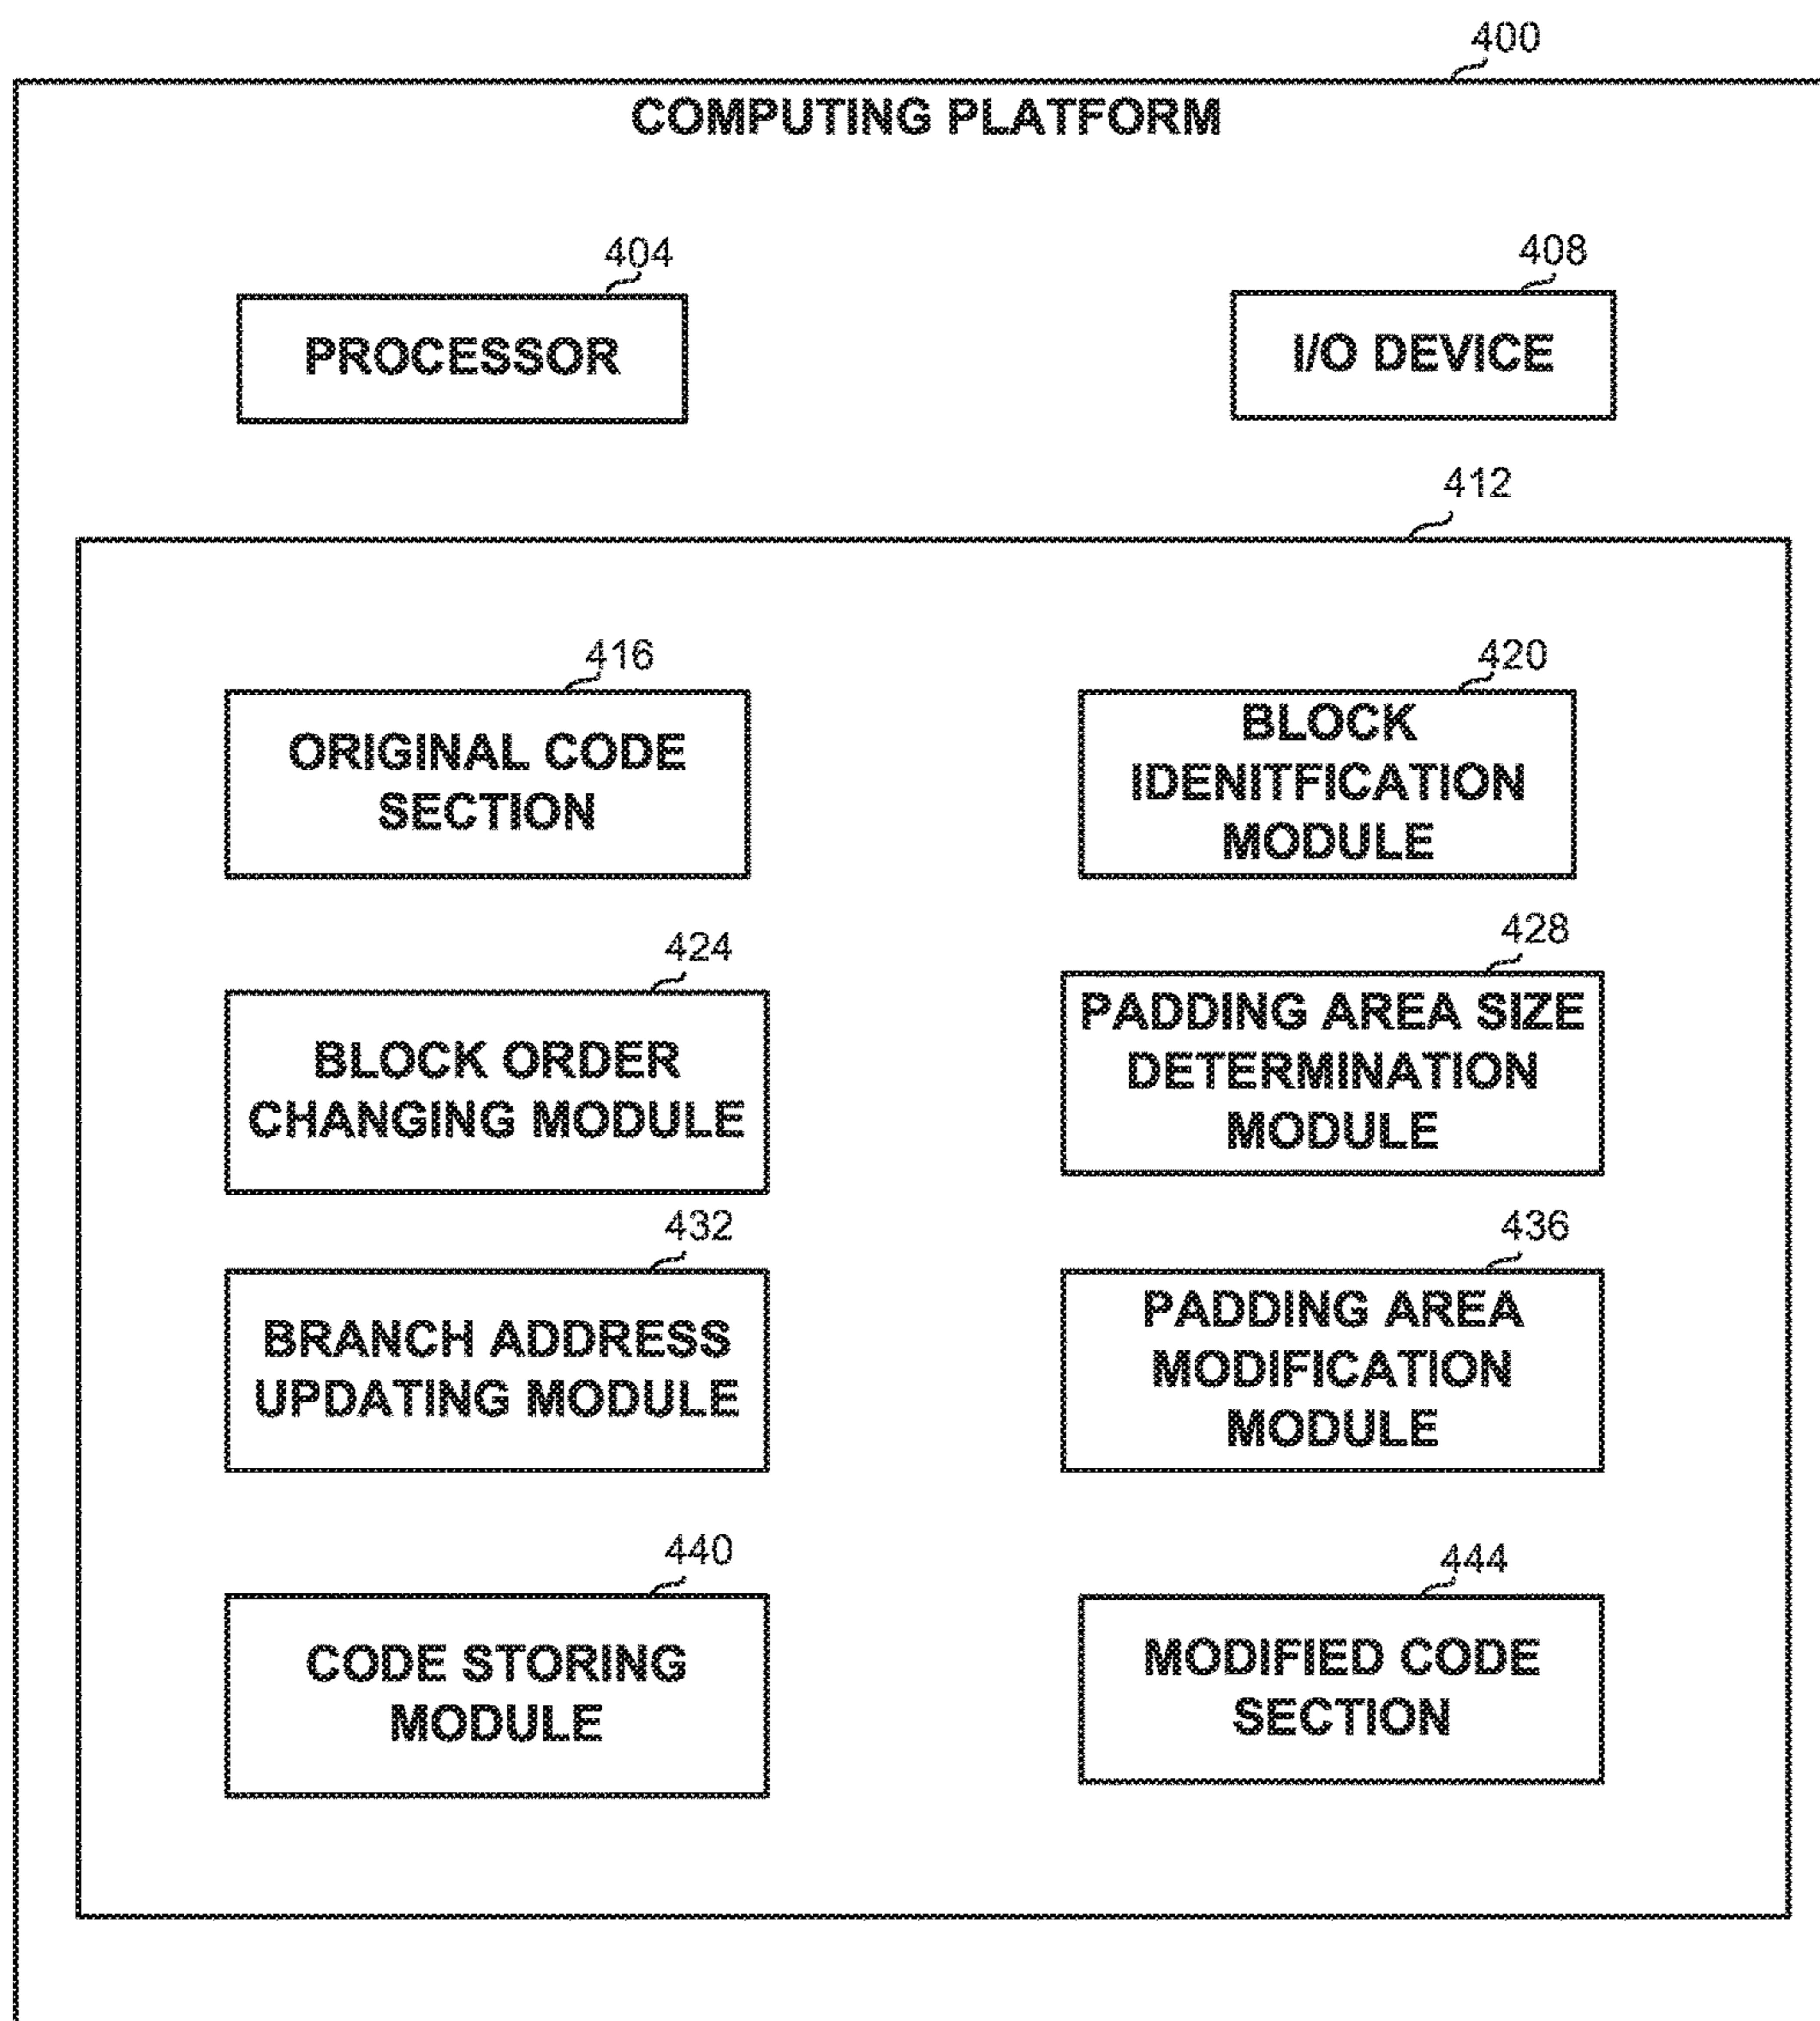 400
COMPUTING PLATFORM
404
PROCESSOR
408
I/O DEVICE
412
416
ORIGINAL CODE
SECTION
420
BLOCK
IDENITFICATION
MODULE
424
BLOCK ORDER
CHANGING MODULE
428
PADDING AREA SIZE
DETERMINATION
MODULE
432
BRANCH ADDRESS
UPDATING MODULE
436
PADDING AREA
MODIFICATION
MODULE
440
CODE STORING
MODULE
444
MODIFIED CODE
SECTION